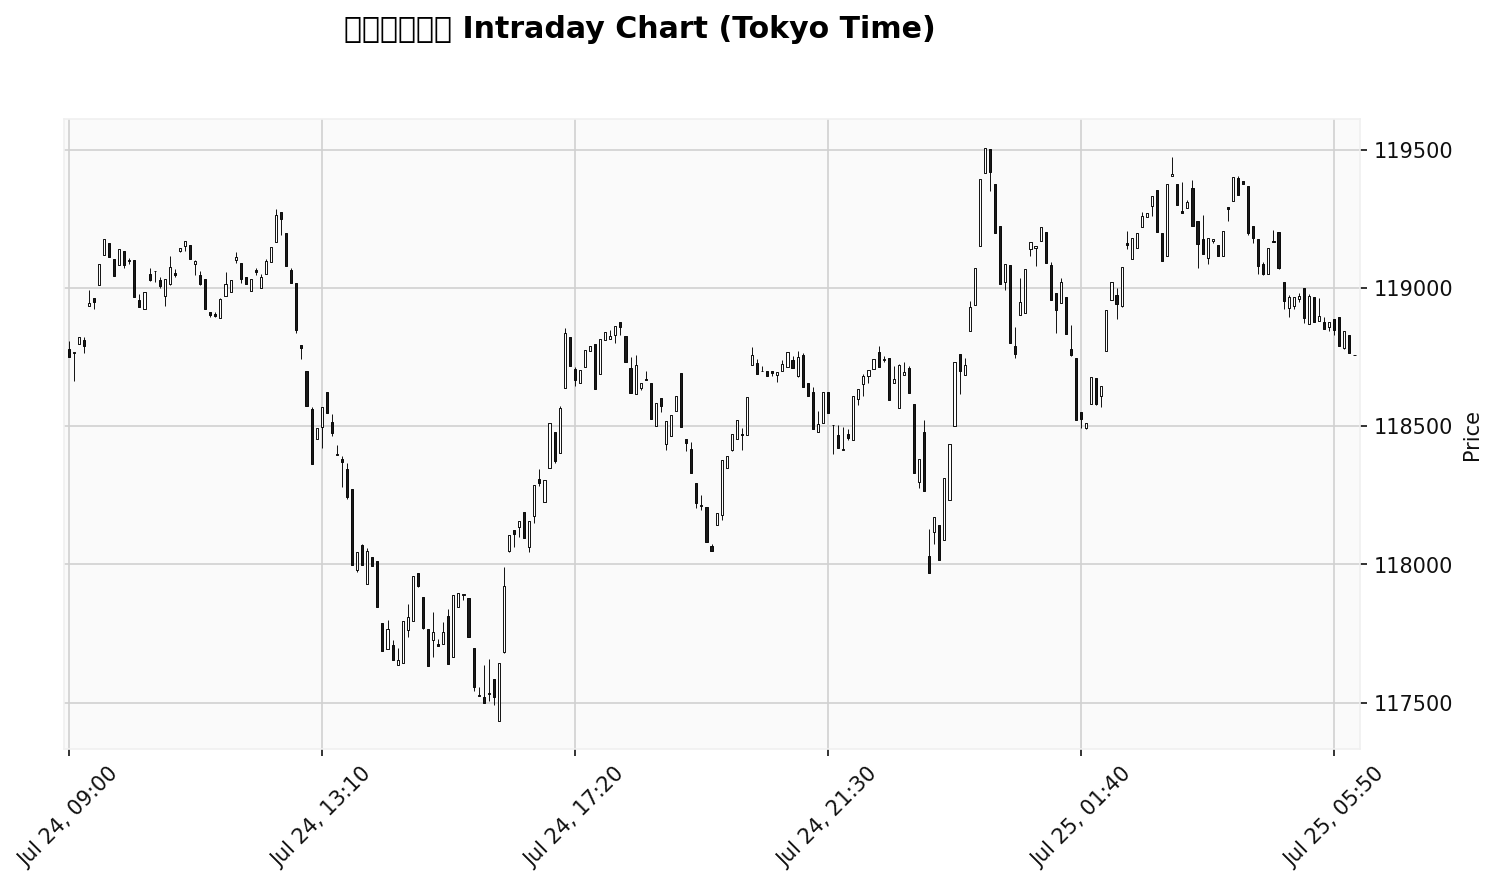 Intraday Chart (Tokyo Time)
119500
119000
118500
118000
117500
Price
Jul 24, 09:00
Jul 24, 13:10
Jul 24, 17:20
Jul 24, 21:30
Jul 25, 01:40
Jul 25, 05:50